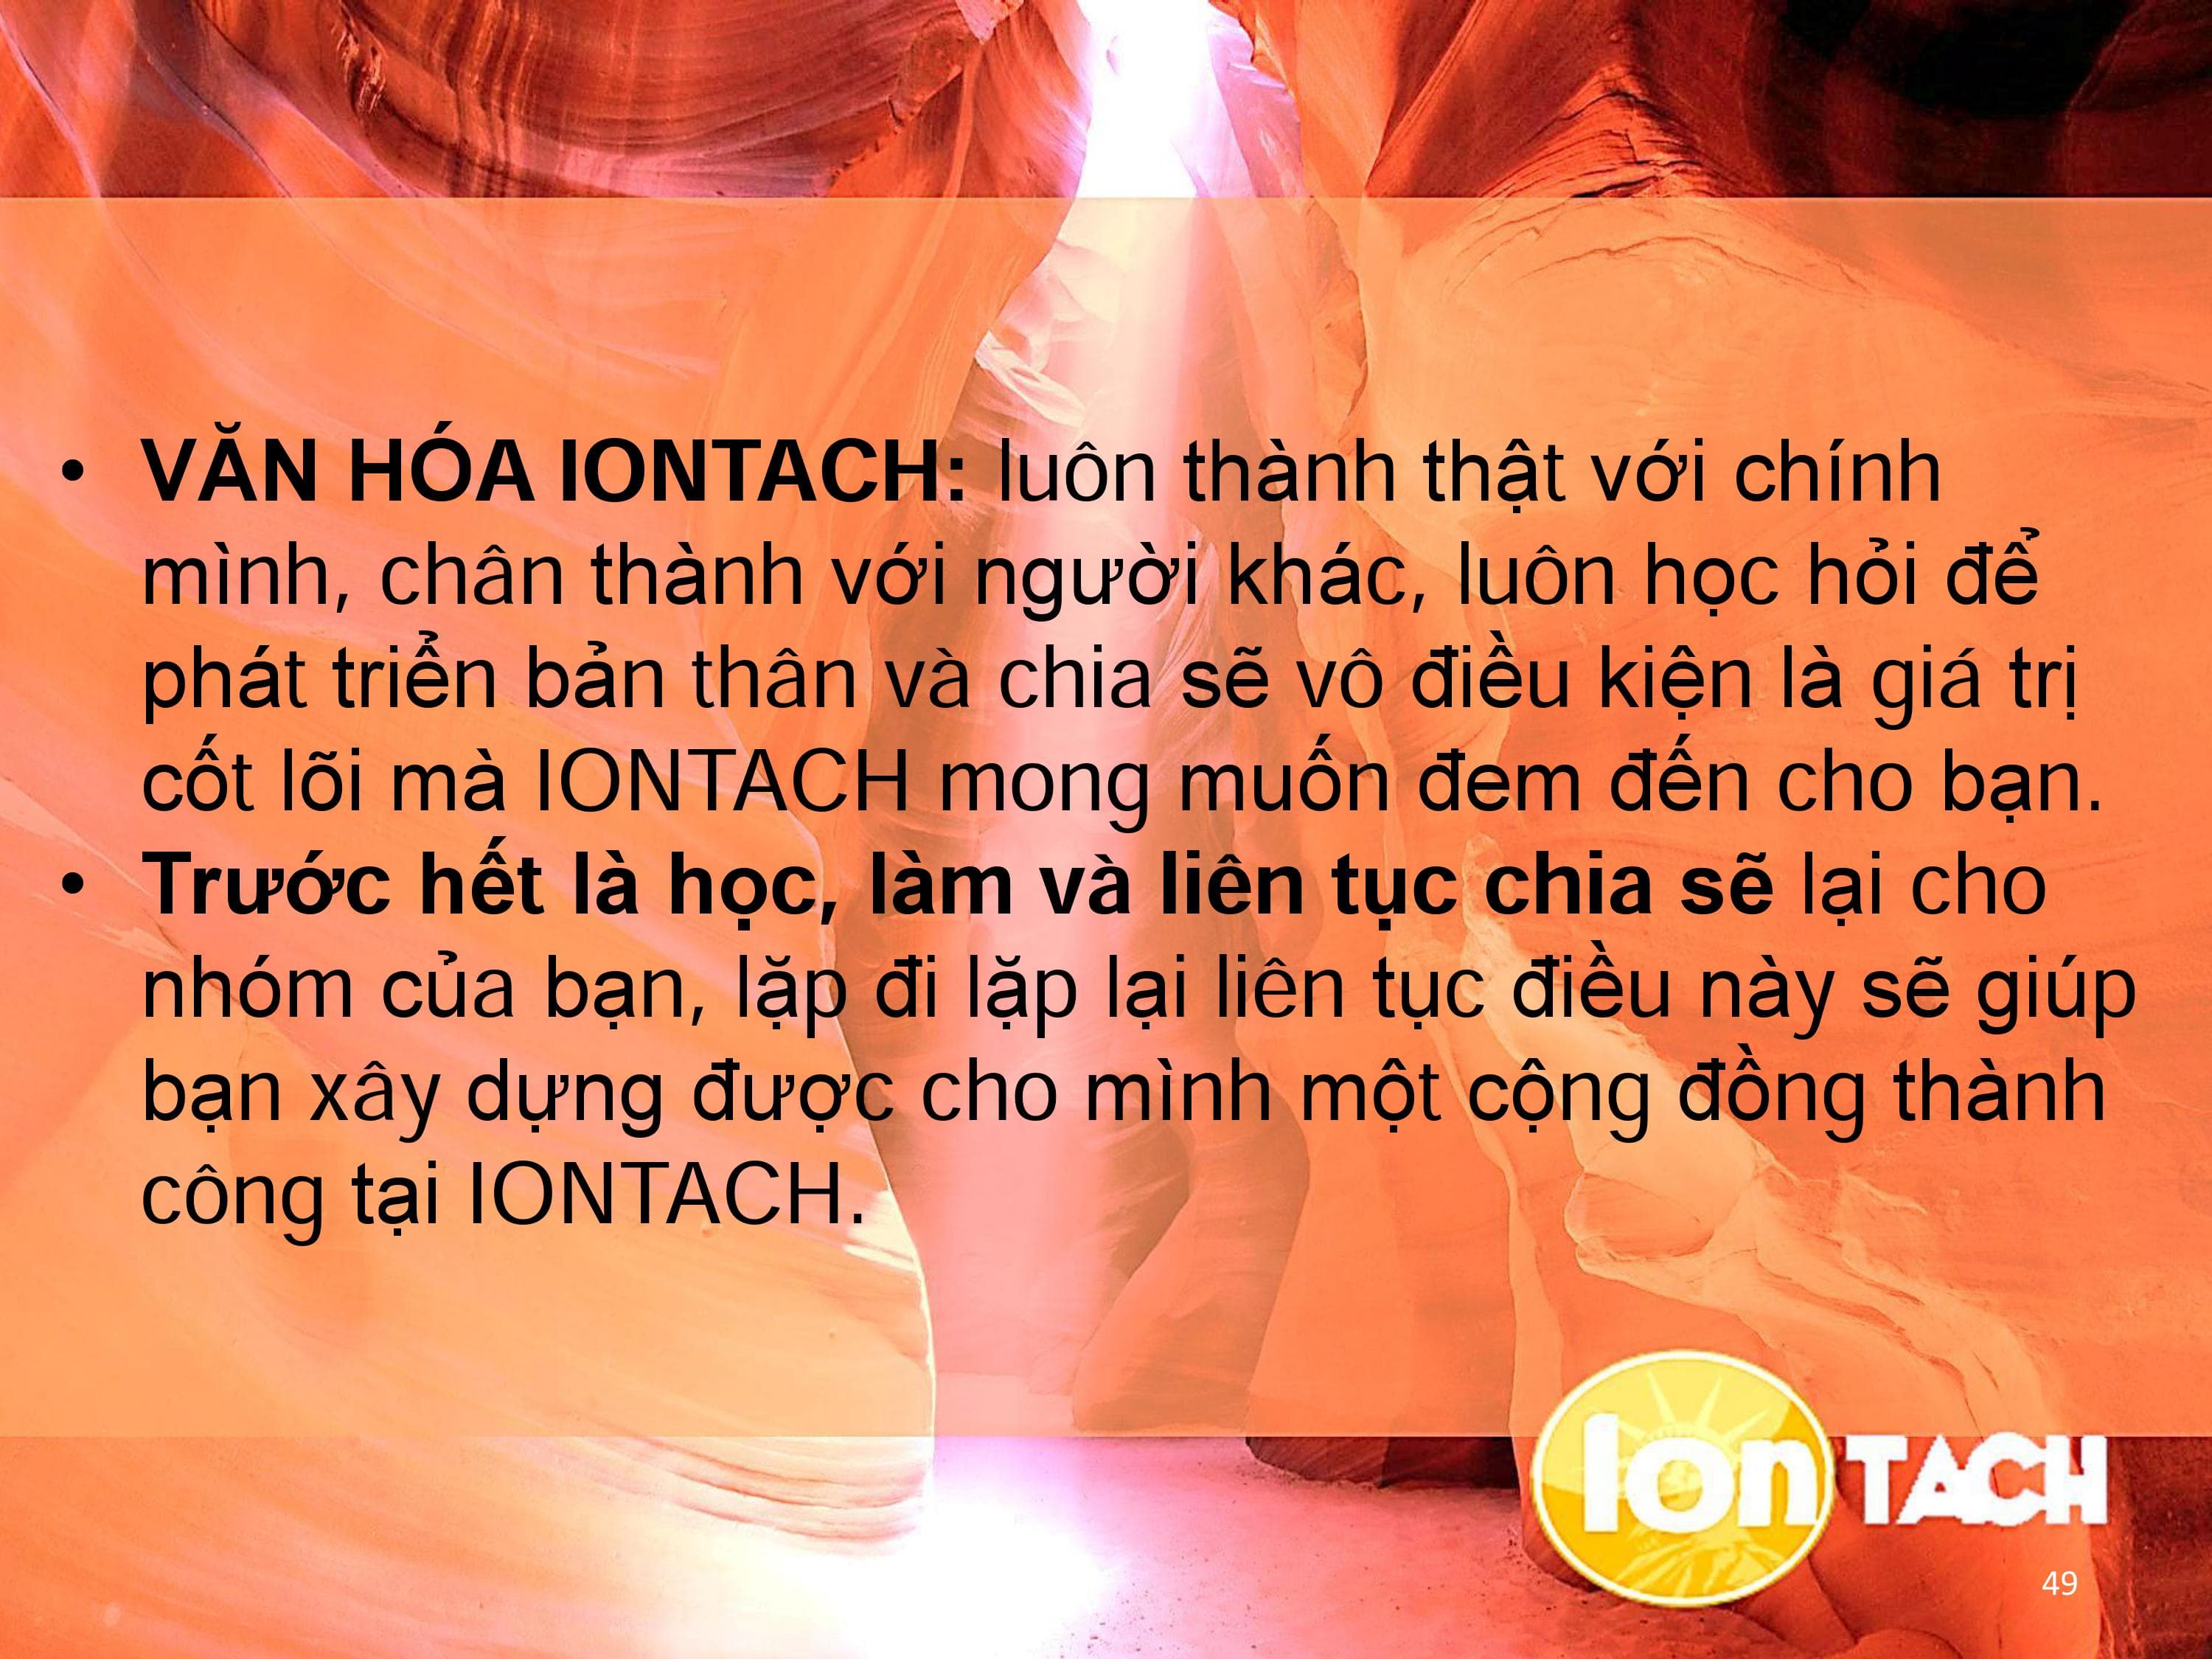 • VĂN HÓA IONTACH: luôn thành thật với chính
mình, chân thành với người khác, luôn học hỏi để
phát triển bản thân và chia sẽ vô điều kiện là giá trị
cốt lõi mà IONTACH mong muốn đem đến cho bạn.
• Trước hết là học, làm và liên tục chia sẽ lại cho
nhóm của bạn, lặp đi lặp lại liên tục điều này sẽ giúp
bạn xây dựng được cho mình một cộng đồng thành
công tại IONTACH.
Ion TACH
49